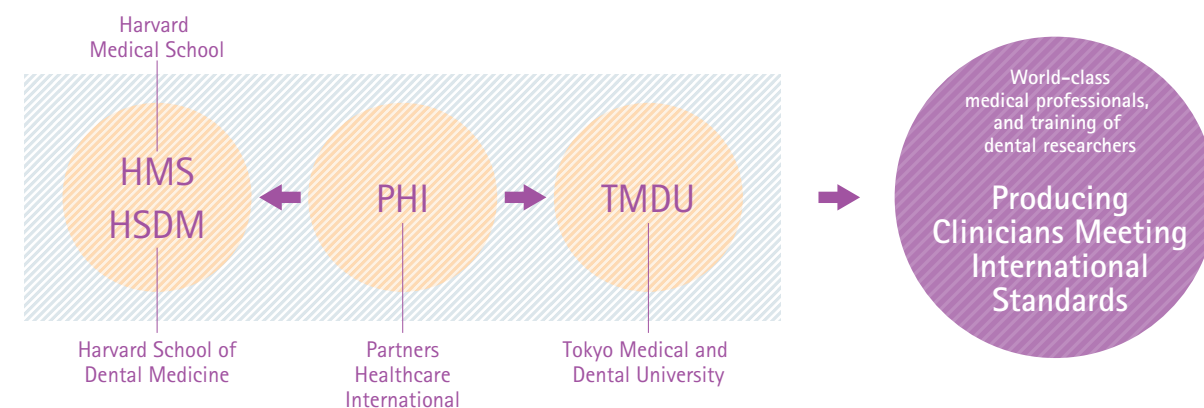 Harvard
Medical School
HMS
HSDM
PHI
TMDU
Harvard School of
Dental Medicine
Partners
Healthcare
International
Tokyo Medical and
Dental University
World-class
medical professionals,
and training of
dental researchers
Producing
Clinicians Meeting
International
Standards